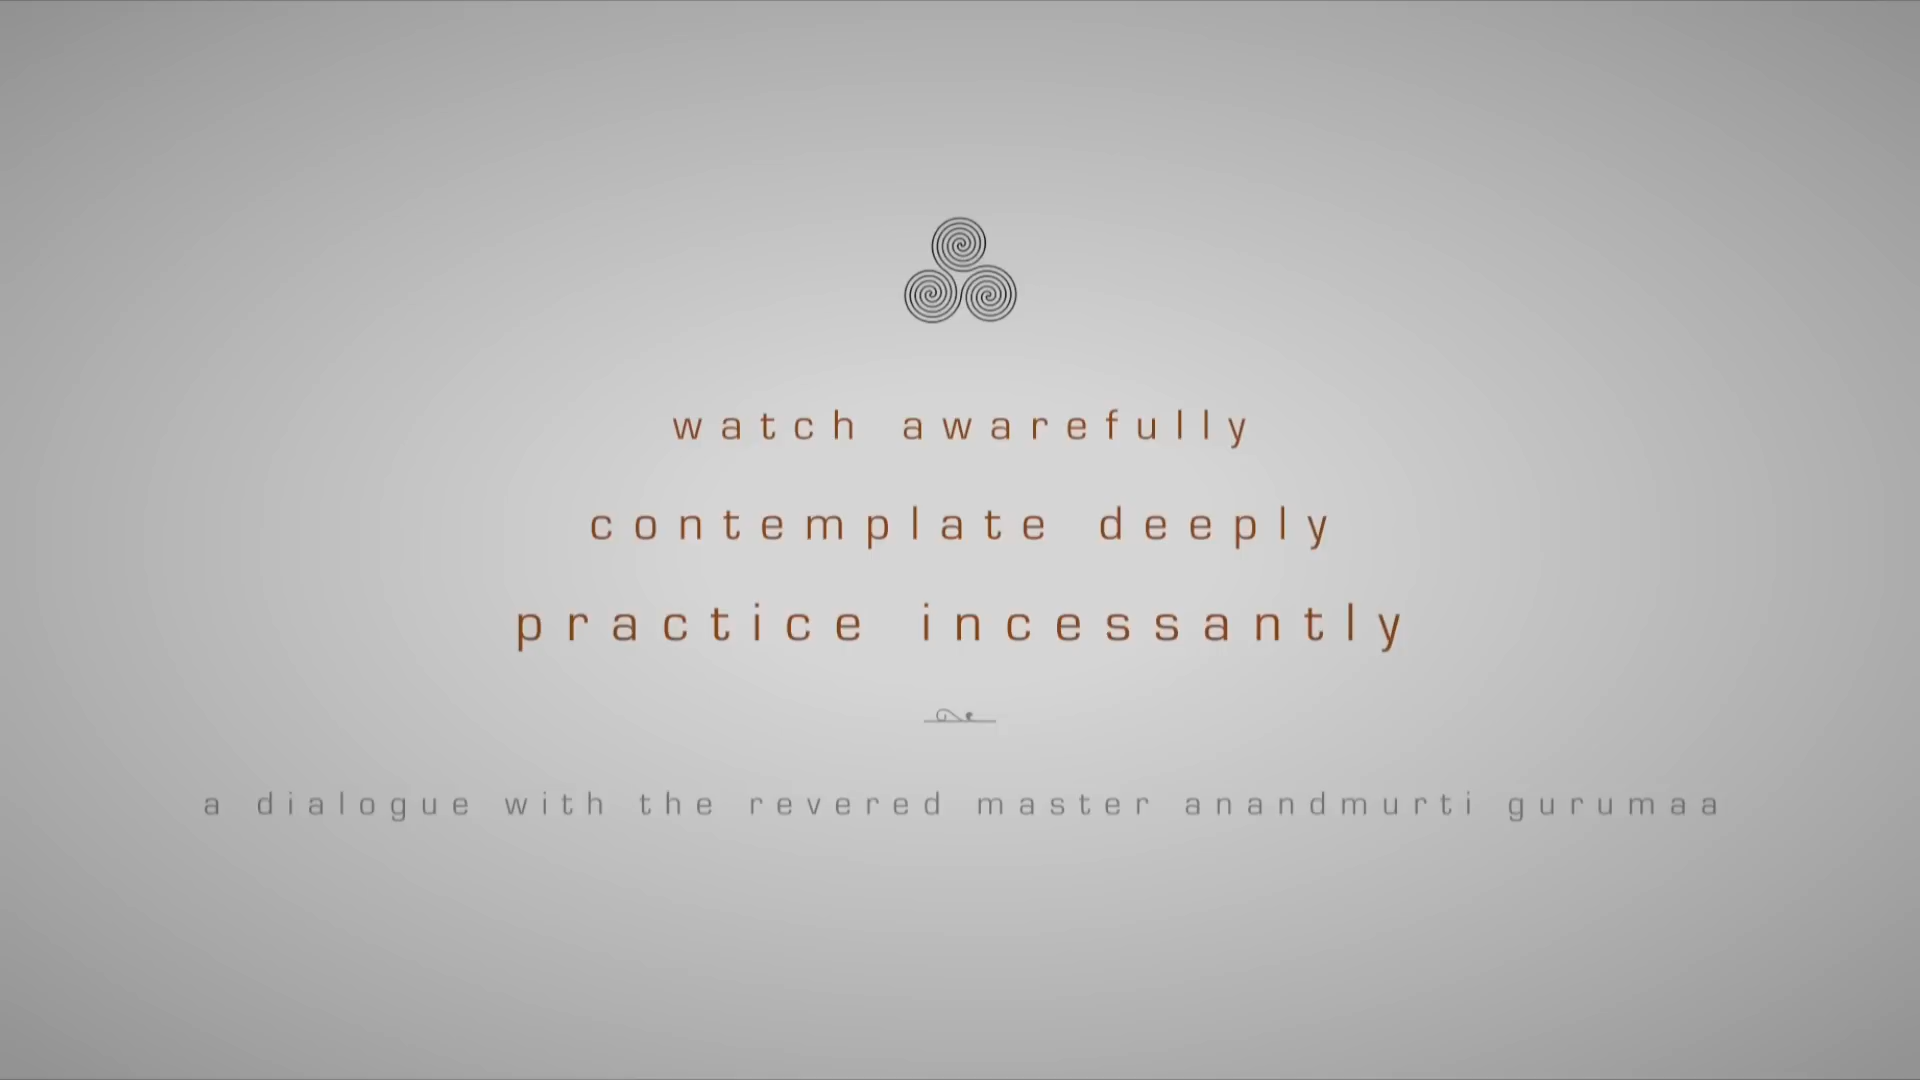 watch awarefully
contemplate deeply
practice incessantly
a dialogue with the revered master anandmurti gurumaa